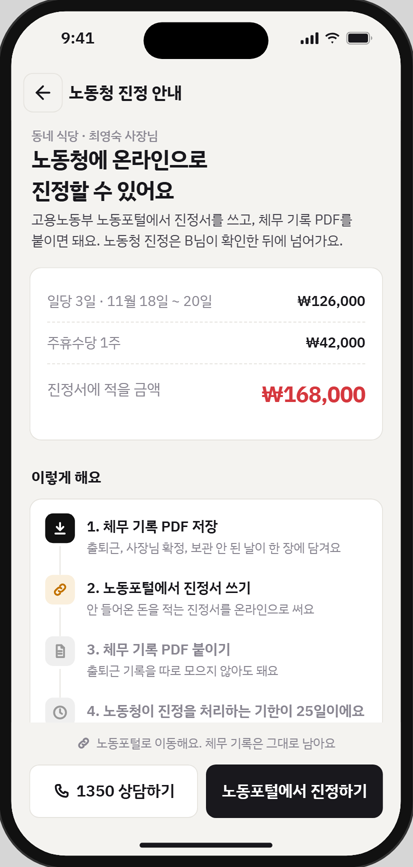 9:41
노동청 진정 안내
동네 식당 · 최영숙 사장님
노동청에 온라인으로
진정할 수 있어요
고용노동부 노동포털에서 진정서를 쓰고, 체무 기록 PDF를
붙이면 돼요. 노동청 진정은 B님이 확인한 뒤에 넘어가요.
일당 3일 · 11월 18일 ~ 20일 ₩126,000
주휴수당 1주 ₩42,000
진정서에 적을 금액 ₩168,000
이렇게 해요
1. 체무 기록 PDF 저장
출퇴근, 사장님 확정, 보관 안 된 날이 한 장에 담겨요
2. 노동포털에서 진정서 쓰기
안 들어온 돈을 적는 진정서를 온라인으로 써요
3. 체무 기록 PDF 붙이기
출퇴근 기록을 따로 모으지 않아도 돼요
4. 노동청이 진정을 처리하는 기한이 25일이에요
노동포털로 이동해요. 체무 기록은 그대로 남아요
1350 상담하기
노동포털에서 진정하기